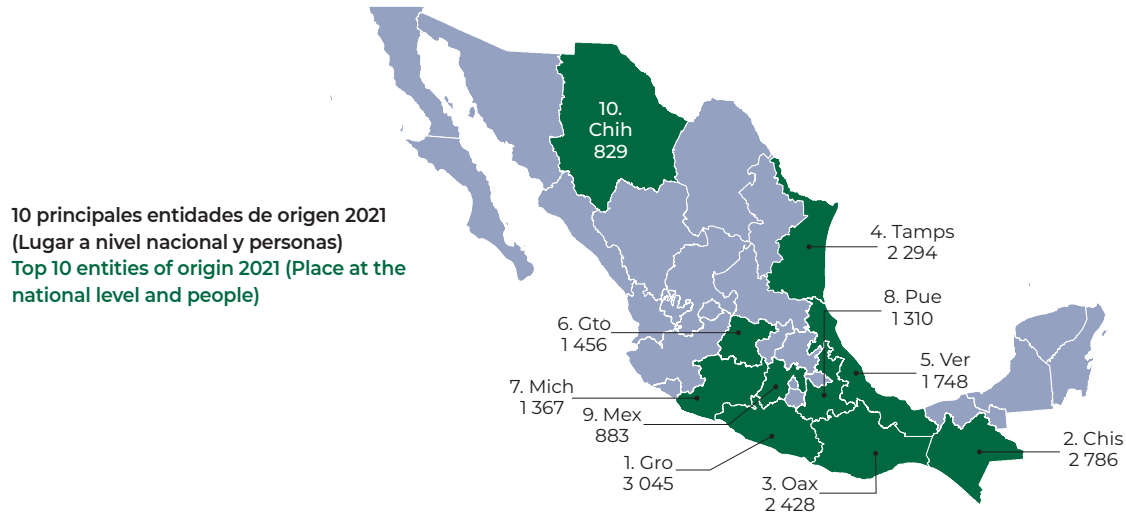 10 principales entidades de origen 2021
(Lugar a nivel nacional y personas)
Top 10 entities of origin 2021 (Place at the
national level and people)
10.
Chih
829
4. Tamps
2 294
8. Pue
1 310
6. Gto
1 456
5. Ver
1 748
7. Mich
1 367
9. Mex
883
2. Chis
2 786
1. Gro
3 045
3. Oax
2 428